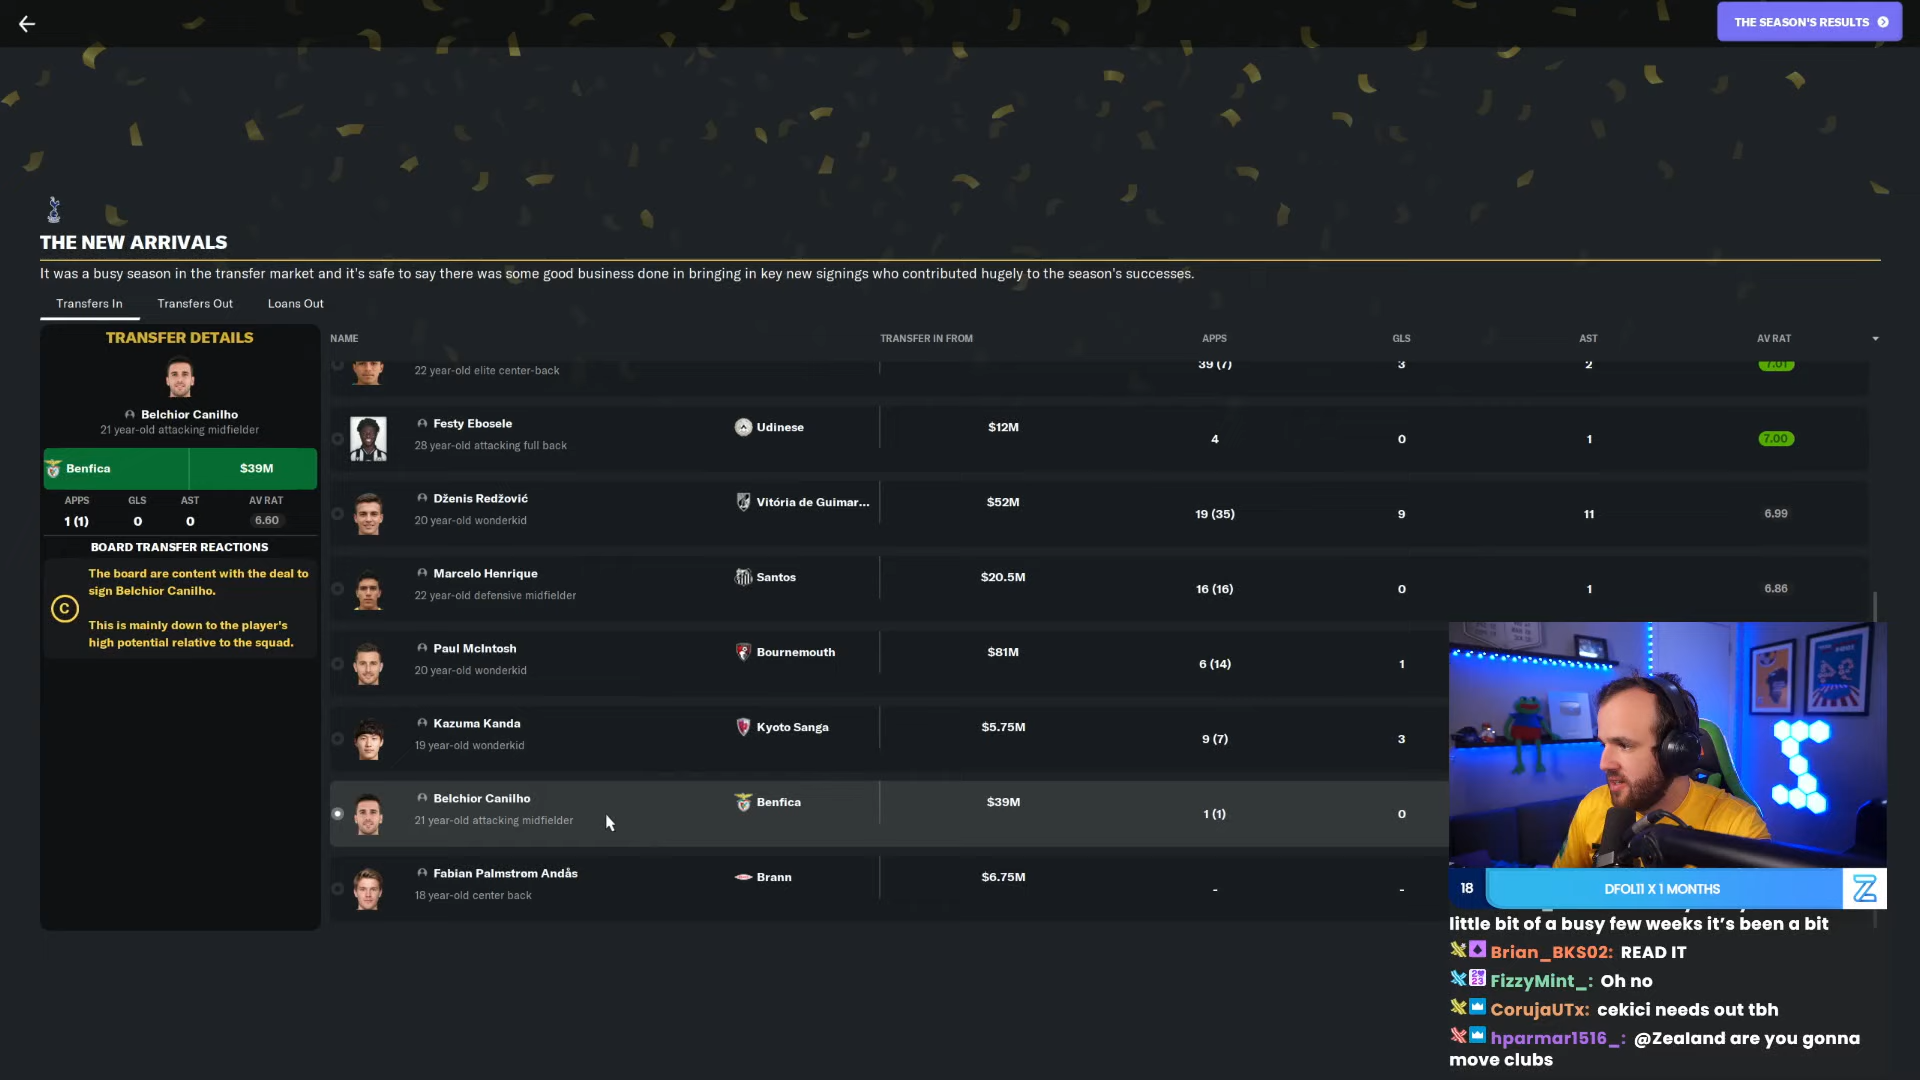 THE SEASON'S RESULTS
THE NEW ARRIVALS
It was a busy season in the transfer market and it's safe to say there was some good business done in bringing in key new signings who contributed hugely to the season's successes.
Transfers In Transfers Out Loans Out
TRANSFER DETAILS
Belchior Canilho
21 year-old attacking midfielder
Benfica $39M
APPS GLS AST AV RAT
1 (1) 0 0 6.60
BOARD TRANSFER REACTIONS
C
The board are content with the deal to
sign Belchior Canilho.
This is mainly down to the player's
high potential relative to the squad.
NAME TRANSFER IN FROM APPS GLS AST AV RAT
22 year-old elite center-back 39 (7) 3 2 7.01
Festy Ebosele Udinese $12M 4 0 1 7.00
28 year-old attacking full back
Dženis Redžović Vitória de Guimar... $52M 19 (35) 9 11 6.99
20 year-old wonderkid
Marcelo Henrique Santos $20.5M 16 (16) 0 1 6.86
22 year-old defensive midfielder
Paul McIntosh Bournemouth $81M 6 (14) 1
20 year-old wonderkid
Kazuma Kanda Kyoto Sanga $5.75M 9 (7) 3
19 year-old wonderkid
Belchior Canilho Benfica $39M 1 (1) 0
21 year-old attacking midfielder
Fabian Palmstrøm Andås Brann $6.75M - -
18 year-old center back
18 DFOL11 X 1 MONTHS Z
little bit of a busy few weeks it's been a bit
Brian_BKS02: READ IT
FizzyMint_: Oh no
CorujaUTx: cekici needs out tbh
hparmar1516_: @Zealand are you gonna
move clubs